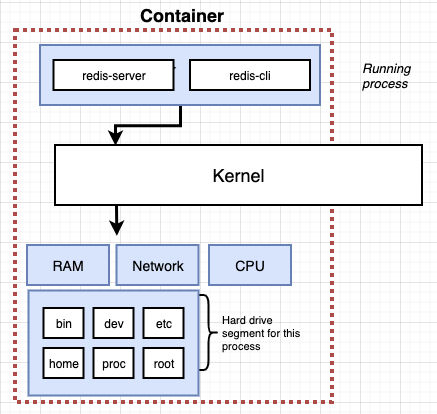 Container
redis-server
redis-cli
Running
process
Kernel
RAM
Network
CPU
bin
dev
etc
home
proc
root
Hard drive
segment for this
process